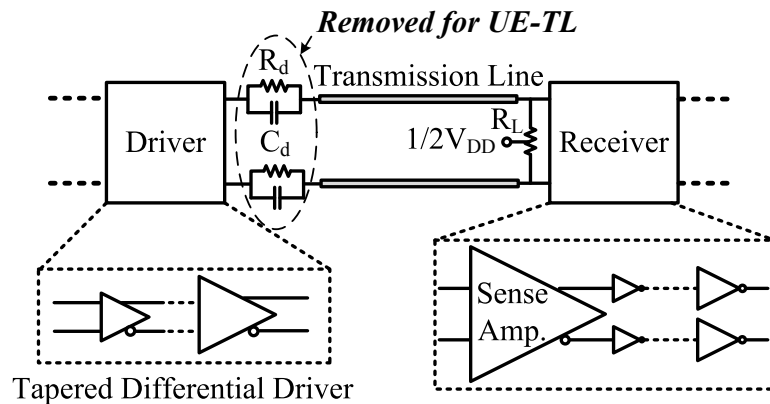 Removed for UE-TL
R_d
Transmission Line
Driver
C_d
R_L
1/2V_DD
Receiver
Sense
Amp.
Tapered Differential Driver